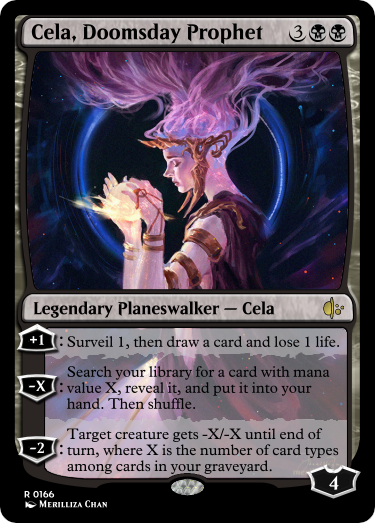 Cela, Doomsday Prophet 3
Legendary Planeswalker — Cela
+1: Surveil 1, then draw a card and lose 1 life.
-X: Search your library for a card with mana
value X, reveal it, and put it into your
hand. Then shuffle.
-2: Target creature gets -X/-X until end of
turn, where X is the number of card types
among cards in your graveyard.
4
R 0166
Merilliza Chan